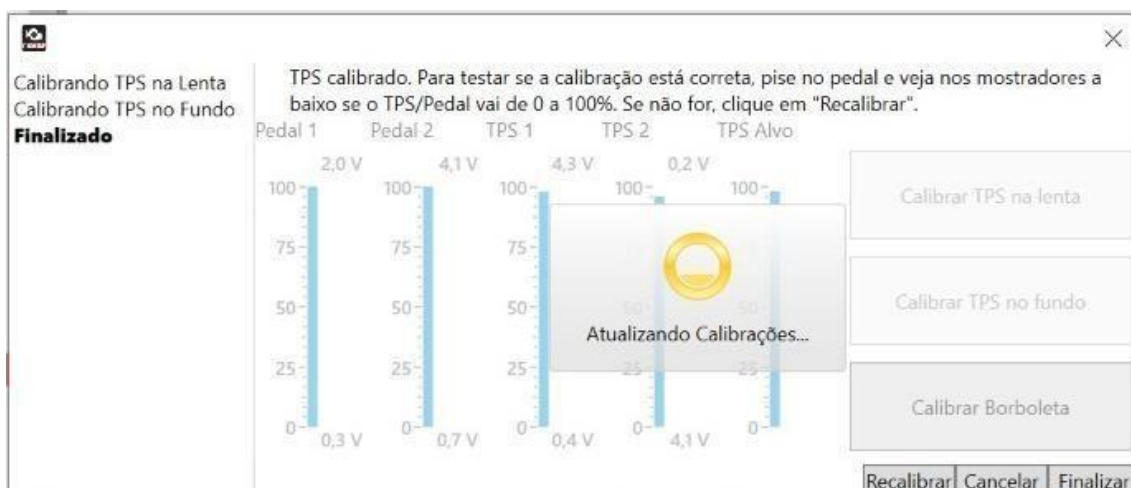 Calibrando TPS na Lenta
Calibrando TPS no Fundo
Finalizado
TPS calibrado. Para testar se a calibração está correta, pise no pedal e veja nos mostradores a
baixo se o TPS/Pedal vai de 0 a 100%. Se não for, clique em "Recalibrar".
Pedal 1 Pedal 2 TPS 1 TPS 2 TPS Alvo
2,0 V 4,1 V 4,3 V 0,2 V
100 100 100 100 100
75 75 75
50 50 50 50 50
25 25 25 25 25
0 0 0 0 0
0,3 V 0,7 V 0,4 V 4,1 V
Atualizando Calibrações...
Calibrar TPS na lenta
Calibrar TPS no fundo
Calibrar Borboleta
Recalibrar Cancelar Finalizar